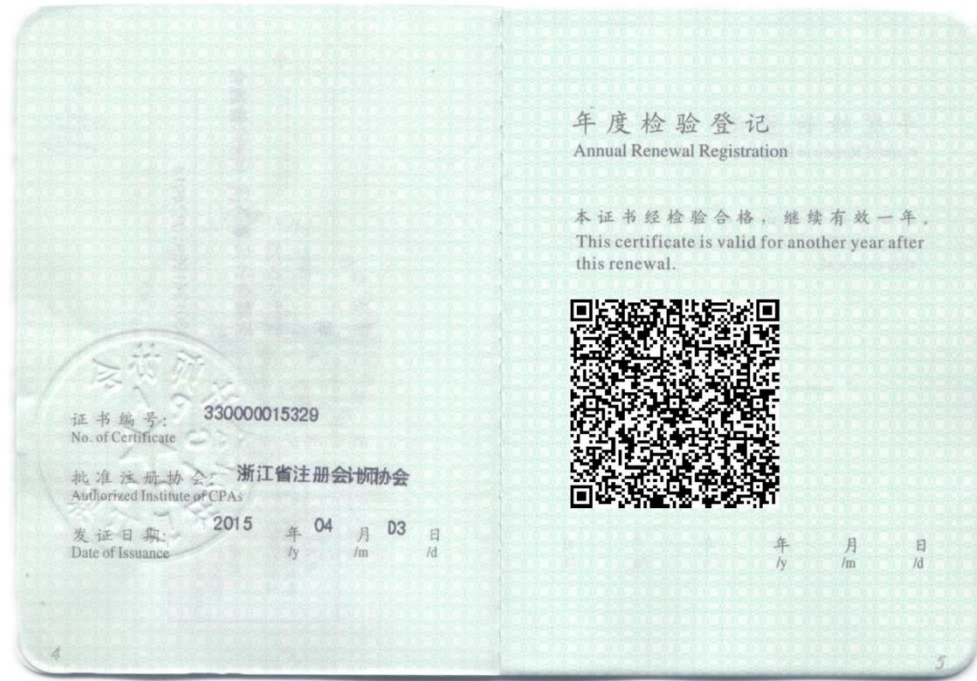 证书编号: 330000015329
No. of Certificate
批准注册协会: 浙江省注册会计师协会
Authorized Institute of CPAs
发证日期: 2015 年 04 月 03 日
Date of Issuance /y /m /d
4
年度检验登记
Annual Renewal Registration
本证书经检验合格，继续有效一年。
This certificate is valid for another year after
this renewal.
年 月 日
/y /m /d
5